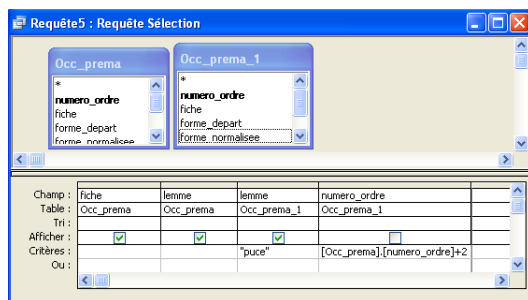 Requête5 : Requête Sélection
Occ_prema
*
numero_ordre
fiche
forme_depart
forme_normalisee
Occ_prema_1
*
numero_ordre
fiche
forme_depart
forme_normalisee
Champ : fiche lemme lemme numero_ordre
Table : Occ_prema Occ_prema Occ_prema_1 Occ_prema_1
Tri :
Afficher :
Critères : "puce" [Occ_prema].[numero_ordre]+2
Ou :